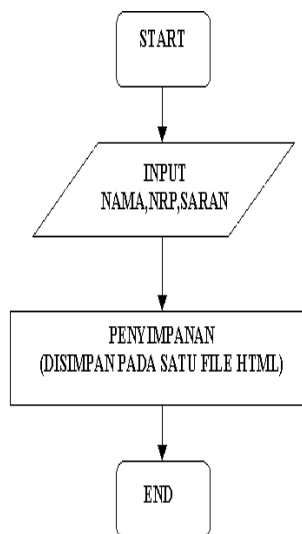 START
INPUT
NAMA,NRP,SARAN
PENYIMPANAN
(DISIMPAN PADA SATU FILE HTML)
END